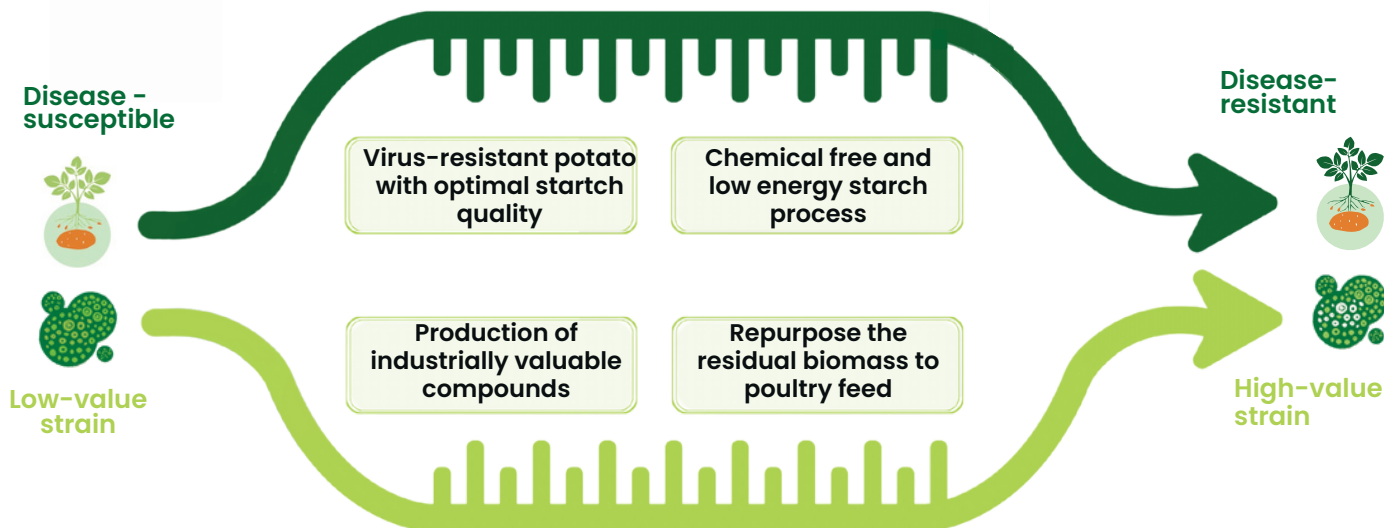 Disease -
susceptible
Disease-
resistant
Virus-resistant potato
with optimal startch
quality
Chemical free and
low energy starch
process
Production of
industrially valuable
compounds
Repurpose the
residual biomass to
poultry feed
Low-value
strain
High-value
strain